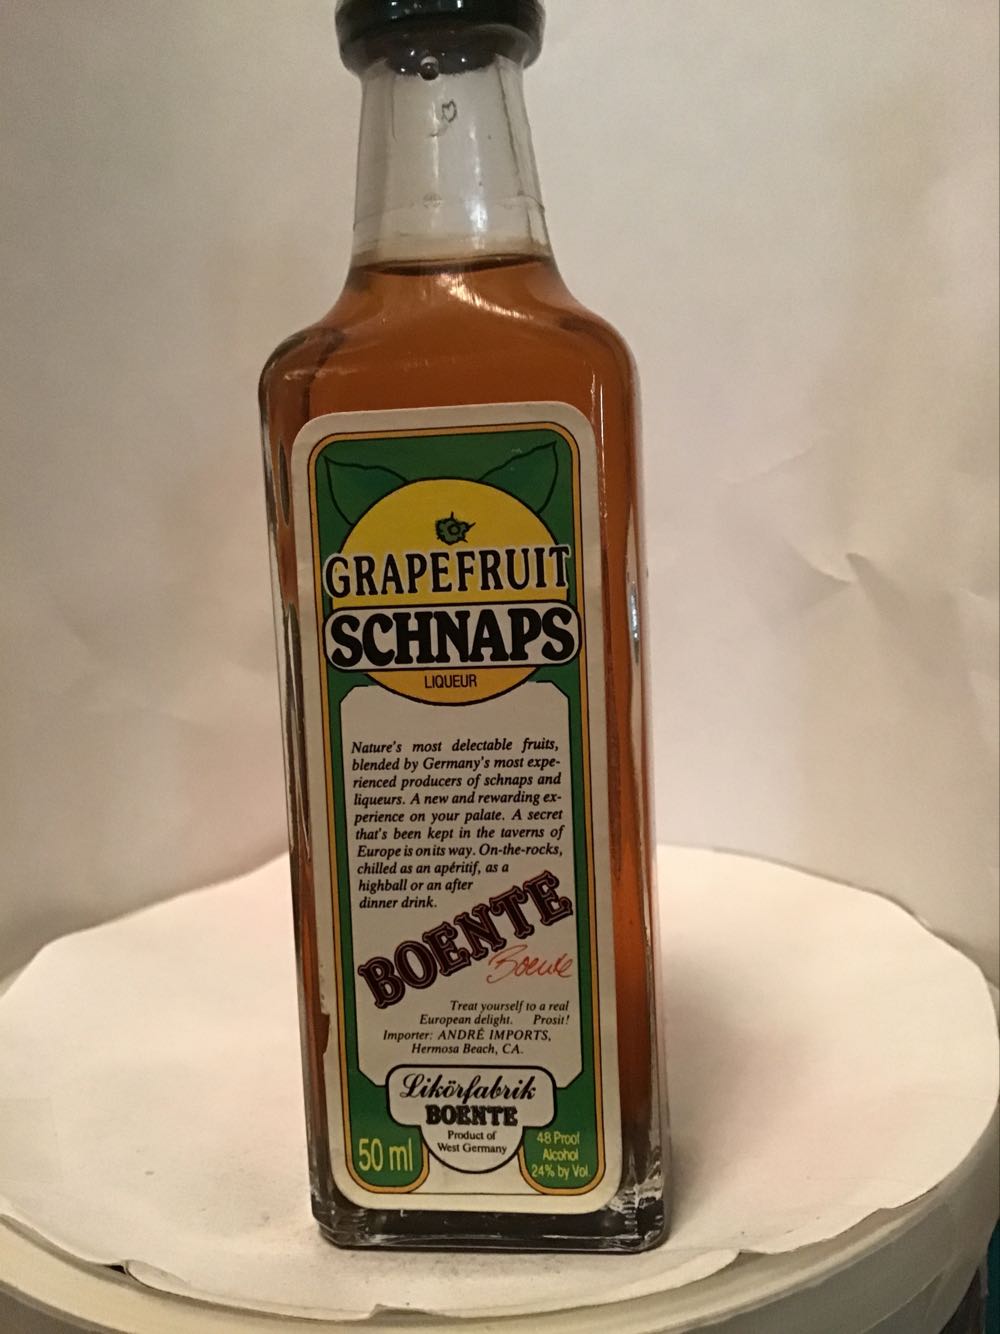 GRAPEFRUIT
SCHNAPS
LIQUEUR
Nature's most delectable fruits,
blended by Germany's most expe-
rienced producers of schnaps and
liqueurs. A new and rewarding ex-
perience on your palate. A secret
that's been kept in the taverns of
Europe is on its way. On-the-rocks,
chilled as an apéritif, as a
highball or an after
dinner drink.
BOENTE
Boente
Treat yourself to a real
European delight. Prosit!
Importer: ANDRÉ IMPORTS,
Hermosa Beach, CA.
Likörfabrik
BOENTE
Product of
West Germany
50 ml
48 Proof
Alcohol
24% by Vol.